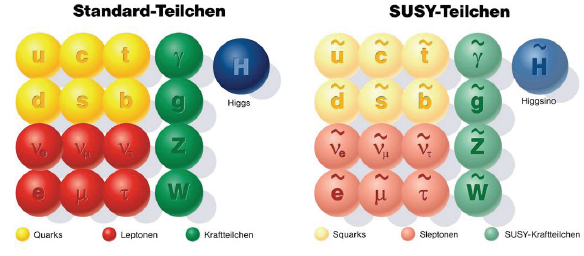 Standard-Teilchen
u c t γ H
Higgs
d s b g
νe νμ ντ Z
e μ τ W
Quarks Leptonen Kraftteilchen
SUSY-Teilchen
ũ c̃ t̃ γ̃ H̃
Higgsino
d̃ s̃ b̃ g̃
ν̃e ν̃μ ν̃τ Z̃
ẽ μ̃ τ̃ W̃
Squarks Sleptonen SUSY-Kraftteilchen